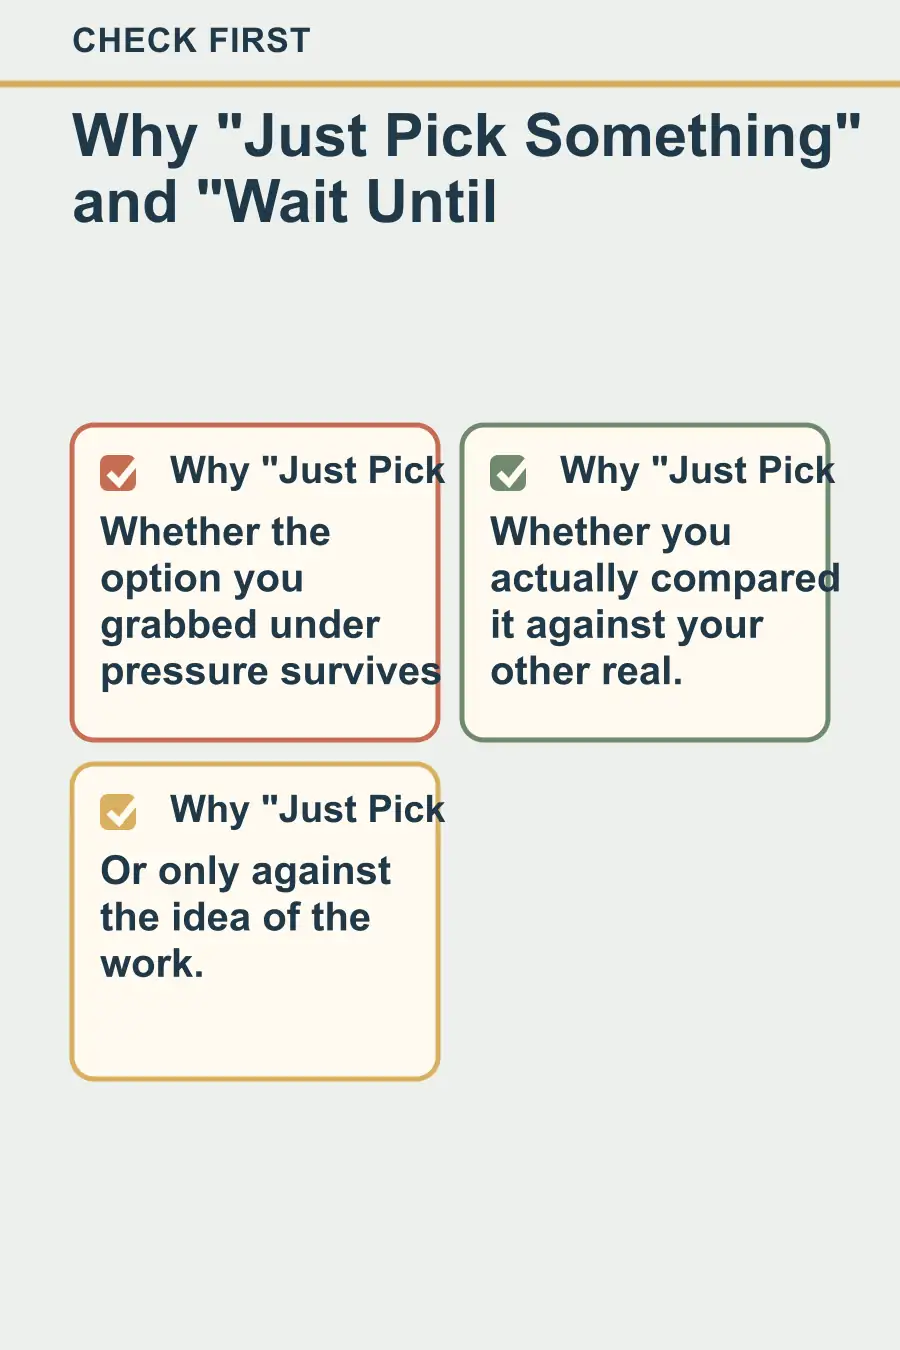 CHECK FIRST
Why "Just Pick Something"
and "Wait Until
Why "Just Pick
Whether the
option you
grabbed under
pressure survives
Why "Just Pick
Whether you
actually compared
it against your
other real.
Why "Just Pick
Or only against
the idea of the
work.